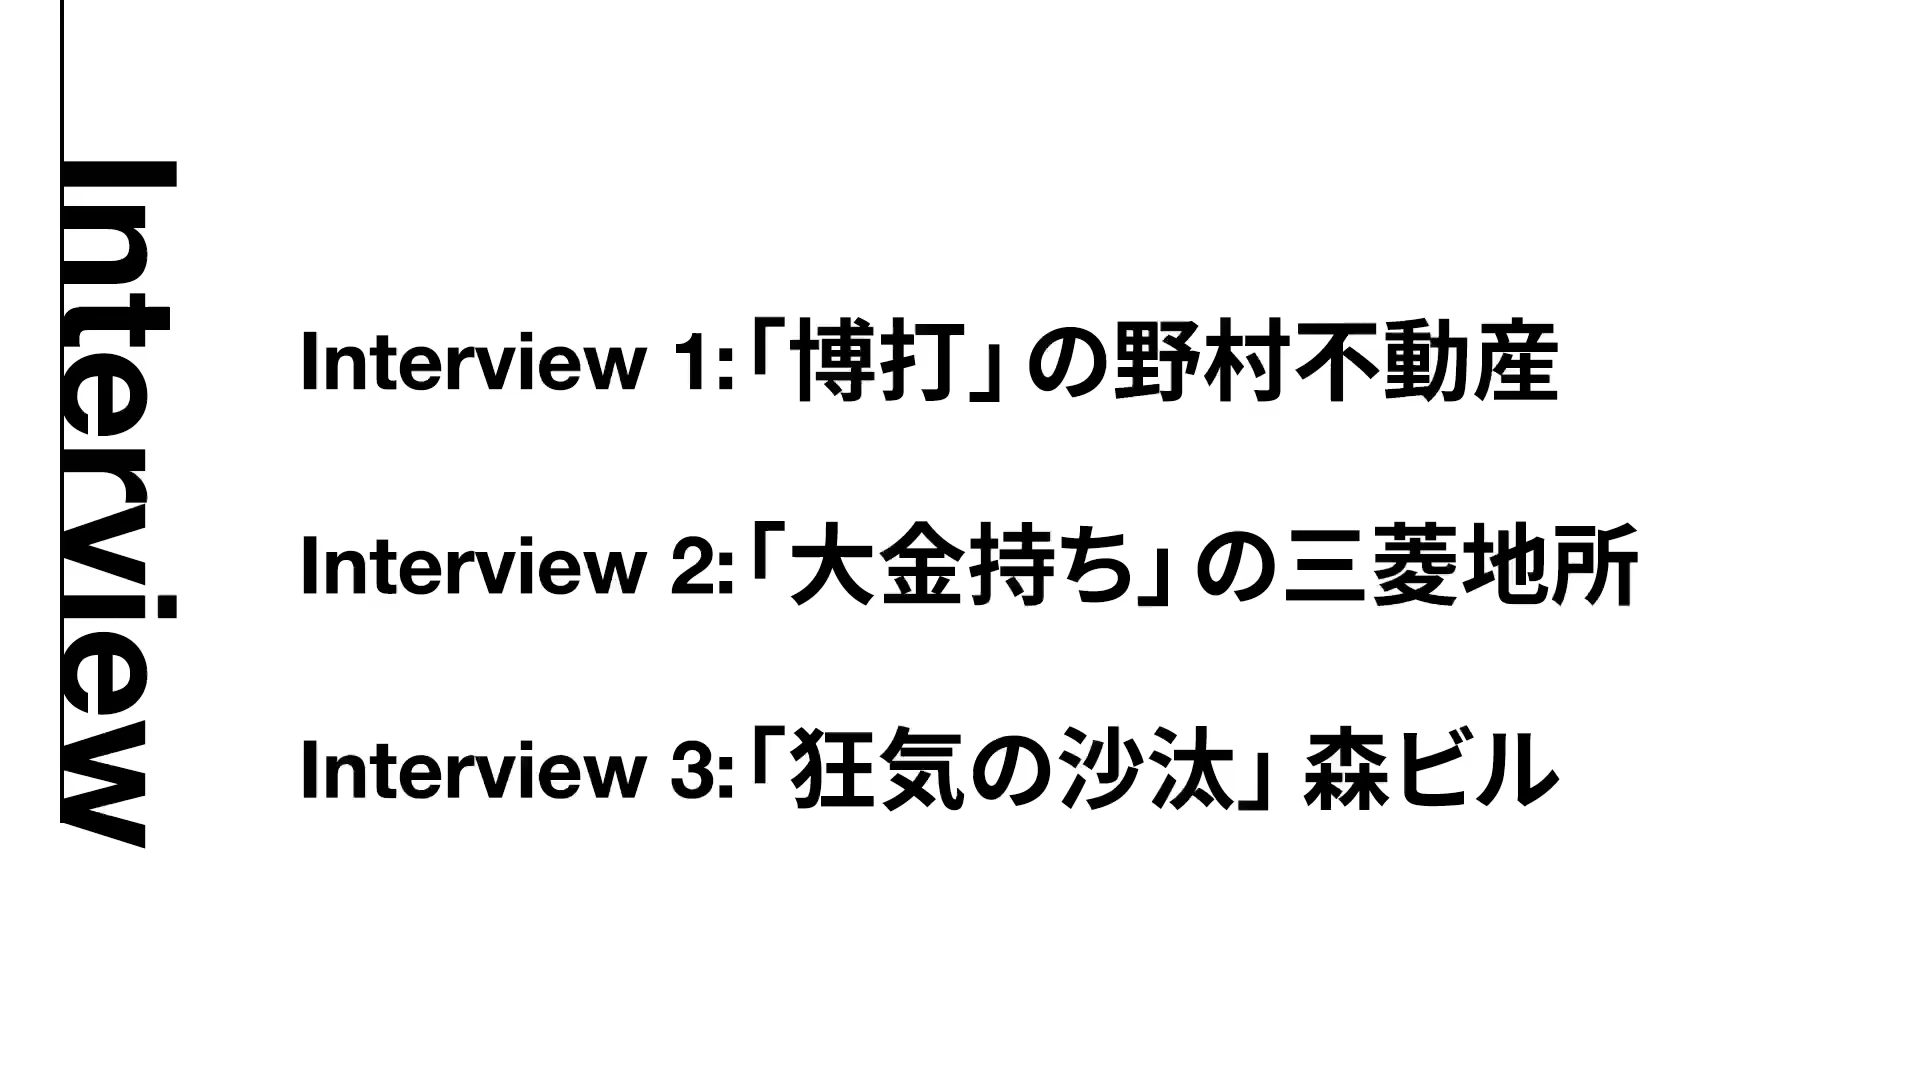 Interview
Interview 1:「博打」の野村不動産
Interview 2:「大金持ち」の三菱地所
Interview 3:「狂気の沙汰」森ビル